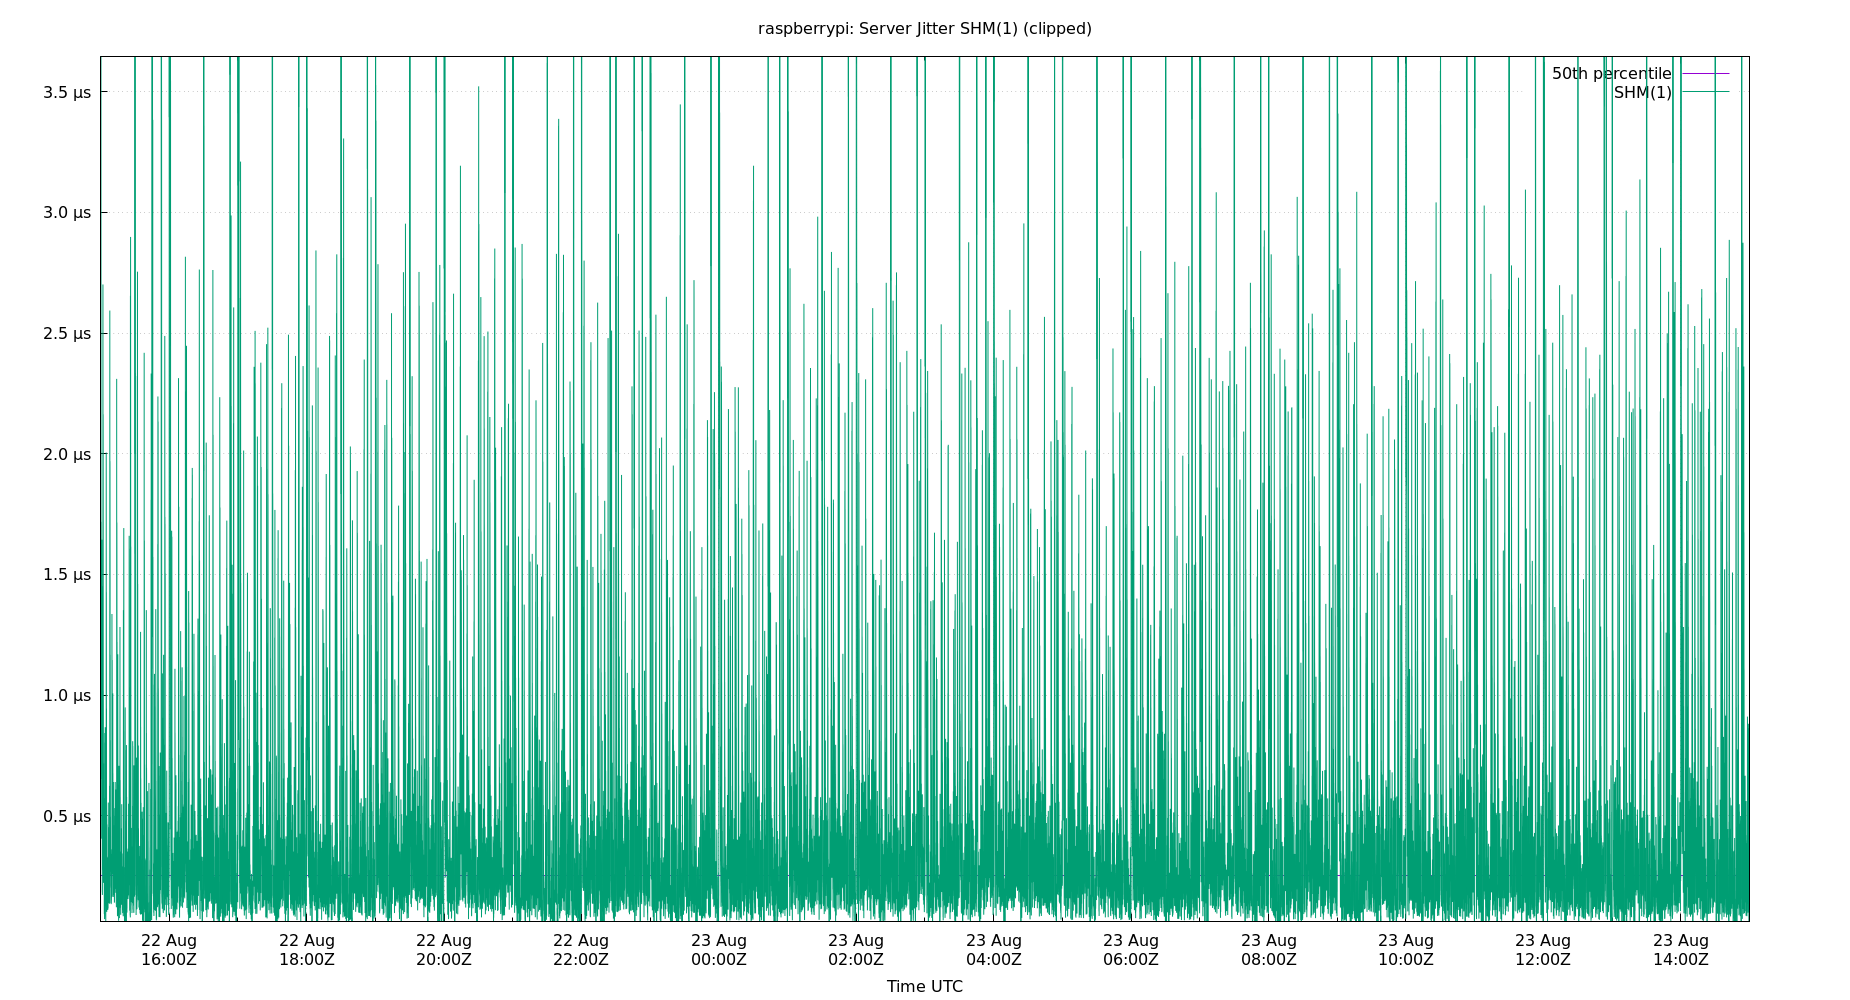 raspberrypi: Server Jitter SHM(1) (clipped)
50th percentile
SHM(1)
3.5 µs
3.0 µs
2.5 µs
2.0 µs
1.5 µs
1.0 µs
0.5 µs
22 Aug 22 Aug 22 Aug 22 Aug 23 Aug 23 Aug 23 Aug 23 Aug 23 Aug 23 Aug 23 Aug 23 Aug
16:00Z 18:00Z 20:00Z 22:00Z 00:00Z 02:00Z 04:00Z 06:00Z 08:00Z 10:00Z 12:00Z 14:00Z
Time UTC